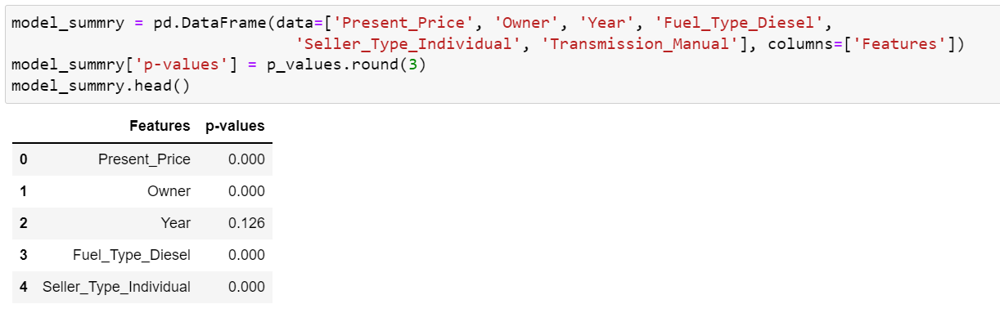 model_summry = pd.DataFrame(data=['Present_Price', 'Owner', 'Year', 'Fuel_Type_Diesel',
'Seller_Type_Individual', 'Transmission_Manual'], columns=['Features'])
model_summry['p-values'] = p_values.round(3)
model_summry.head()
Features p-values
0 Present_Price 0.000
1 Owner 0.000
2 Year 0.126
3 Fuel_Type_Diesel 0.000
4 Seller_Type_Individual 0.000